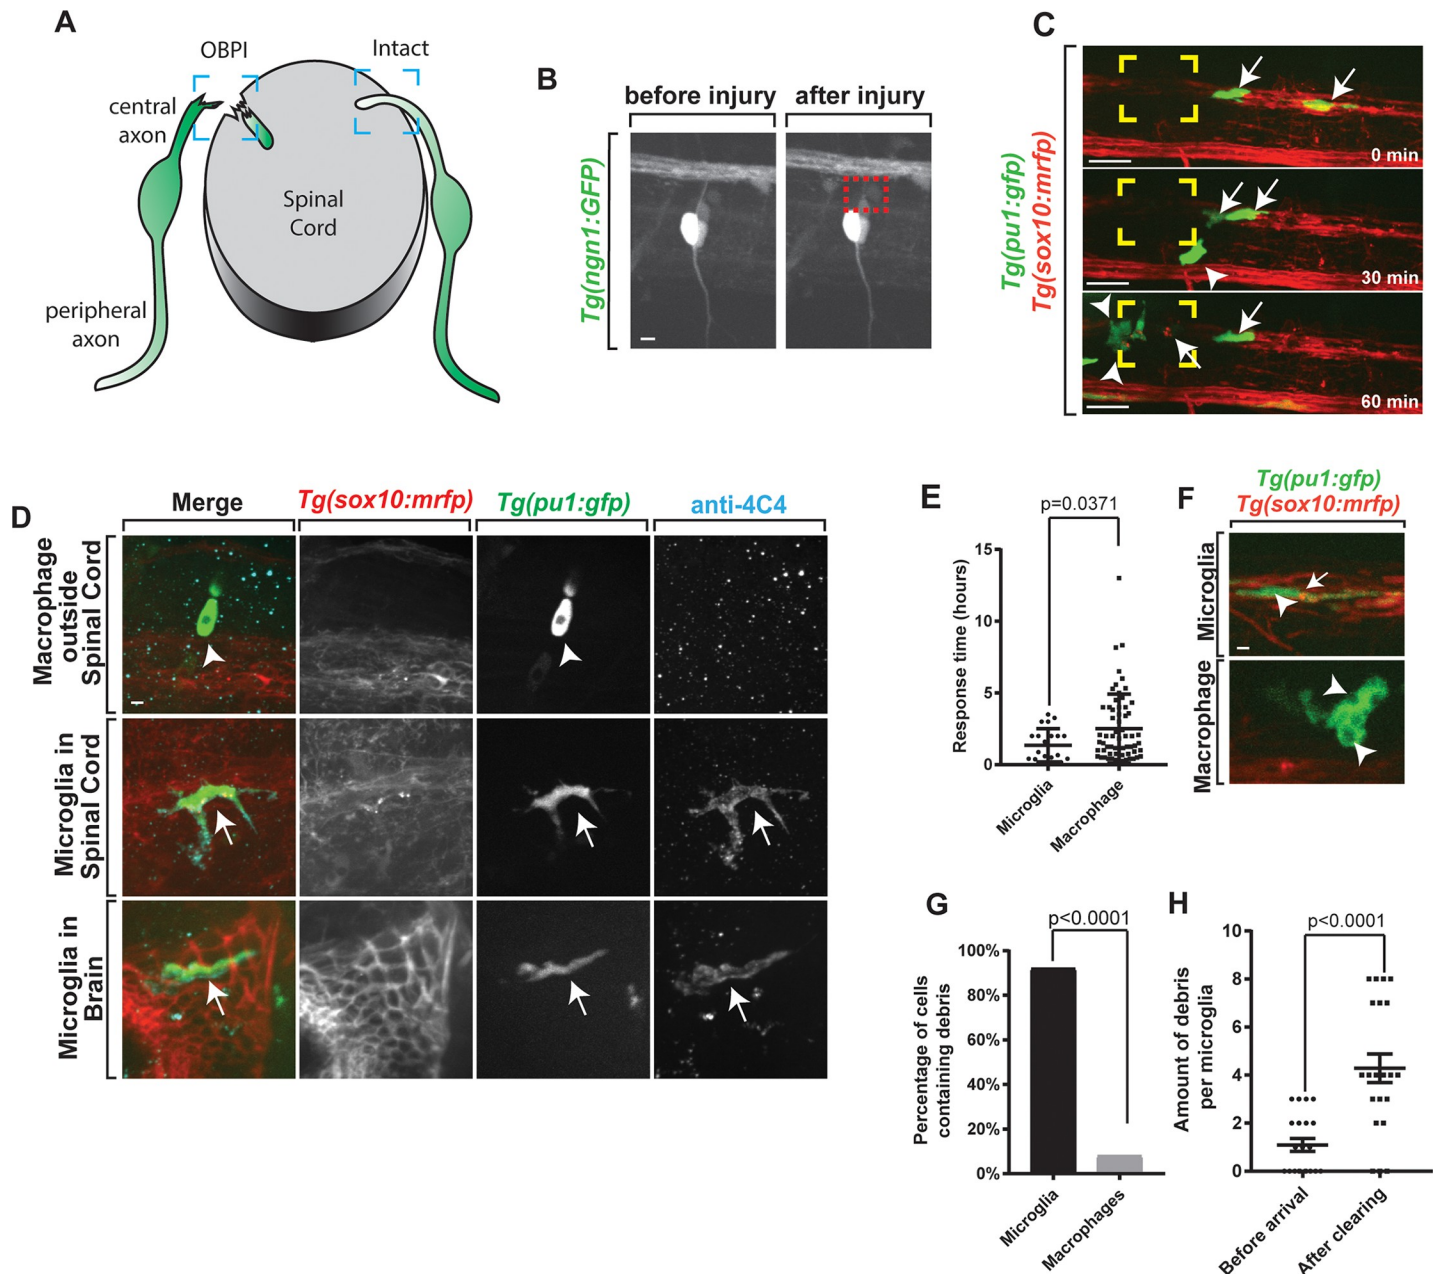 A
OBPI
Intact
central
axon
Spinal
Cord
peripheral
axon
B
before injury
after injury
Tg(ngn1:GFP)
C
Tg(pu1:gfp)
Tg(sox10:mrfp)
0 min
30 min
60 min
D
Merge
Tg(sox10:mrfp)
Tg(pu1:gfp)
anti-4C4
Macrophage
outside
Spinal Cord
Microglia in
Spinal Cord
Microglia in
Brain
E
p=0.0371
Response time (hours)
15
10
5
0
Microglia
Macrophage
F
Tg(pu1:gfp)
Tg(sox10:mrfp)
Microglia
Macrophage
G
p<0.0001
Percentage of cells
containing debris
100%
80%
60%
40%
20%
0%
Microglia
Macrophages
H
p<0.0001
Amount of debris
per microglia
10
8
6
4
2
0
Before arrival
After clearing